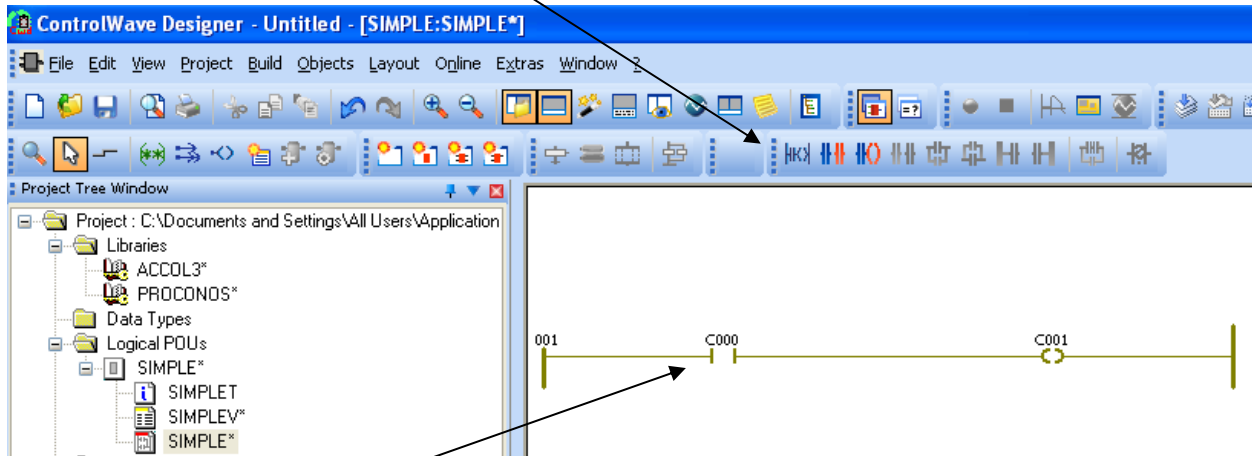 ControlWave Designer - Untitled - [SIMPLE:SIMPLE*]
File Edit View Project Build Objects Layout Online Extras Window ?
Project Tree Window
Project : C:\Documents and Settings\All Users\Application
Libraries
ACCOL3*
PROCONOS*
Data Types
Logical POUs
SIMPLE*
SIMPLET
SIMPLEV*
SIMPLE*
001 C000 C001